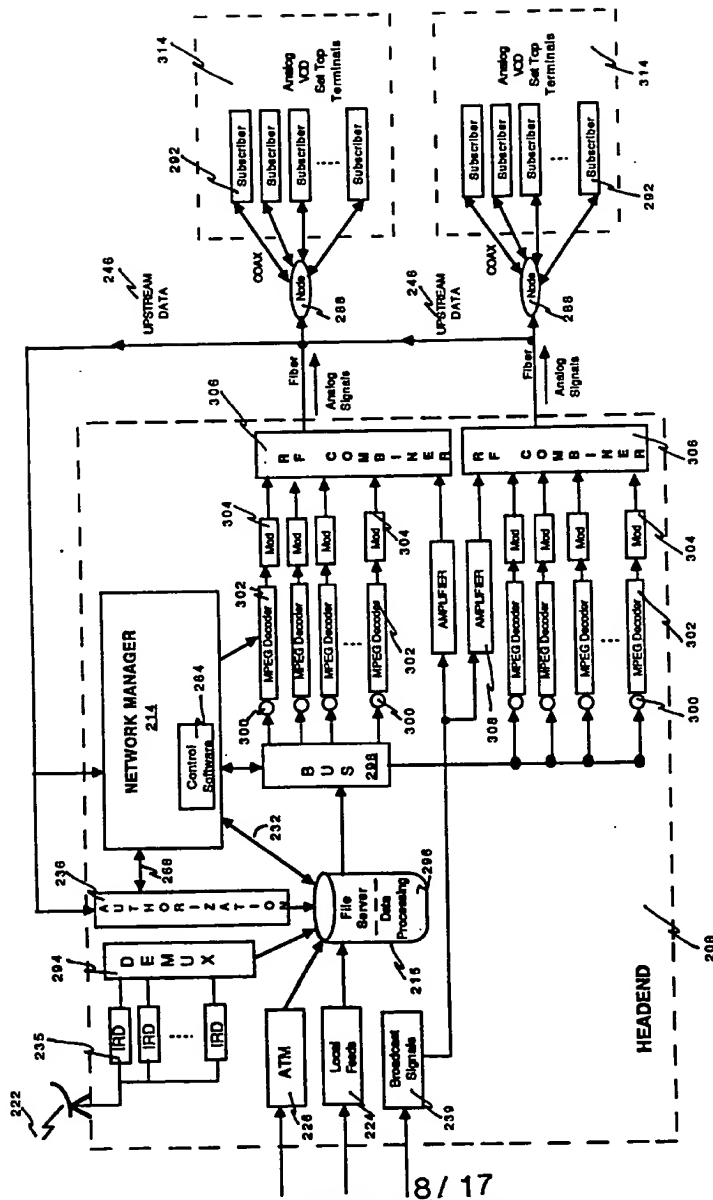 222
235
IRD
IRD
IRD
294
DEMUX
236
AUTHORIZATION
268
NETWORK MANAGER
214
284
Control
Software
232
ATM
226
Local
Feeds
224
Broadcast Signals
239
File
Server
Data
Processing
296
215
BUS
298
300
300
302
MPEG Decoder
MPEG Decoder
MPEG Decoder
MPEG Decoder
302
304
Mod
Mod
Mod
Mod
304
306
RF COMBINER
AMPLIFIER
AMPLIFIER
308
RF COMBINER
306
MPEG Decoder
MPEG Decoder
MPEG Decoder
MPEG Decoder
302
300
Mod
Mod
Mod
Mod
304
HEADEND
209
246
UPSTREAM
DATA
246
UPSTREAM
DATA
Fiber
Analog
Signals
Fiber
Analog
Signals
Node
288
COAX
292
Subscriber
Subscriber
Subscriber
Subscriber
Analog
VOD
Set Top
Terminals
314
Node
288
COAX
Subscriber
Subscriber
Subscriber
Subscriber
292
Analog
VOD
Set Top
Terminals
314
8/17